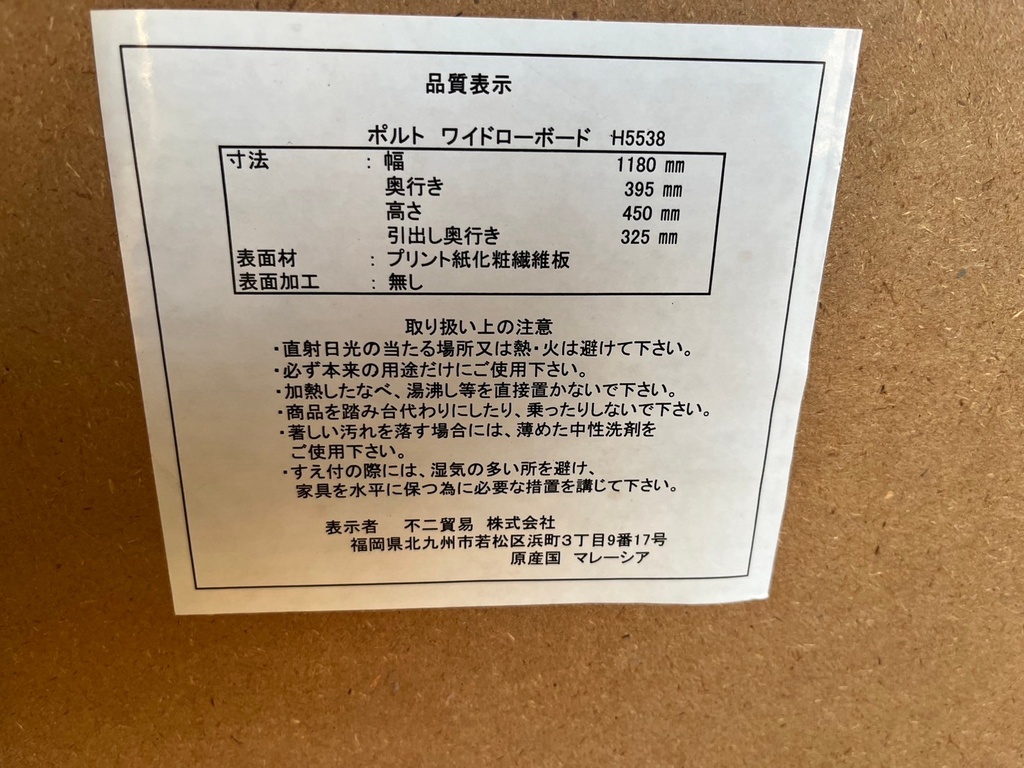 品質表示
ポルト ワイドローボード H5538
寸法 : 幅 1180 ㎜
奥行き 395 ㎜
高さ 450 ㎜
引出し奥行き 325 ㎜
表面材 : プリント紙化粧繊維板
表面加工 : 無し
取り扱い上の注意
・直射日光の当たる場所又は熱・火は避けて下さい。
・必ず本来の用途だけにご使用下さい。
・加熱したなべ、湯沸し等を直接置かないで下さい。
・商品を踏み台代わりにしたり、乗ったりしないで下さい。
・著しい汚れを落す場合には、薄めた中性洗剤を
ご使用下さい。
・すえ付の際には、湿気の多い所を避け、
家具を水平に保つ為に必要な措置を講じて下さい。
表示者 不二貿易 株式会社
福岡県北九州市若松区浜町3丁目9番17号
原産国 マレーシア